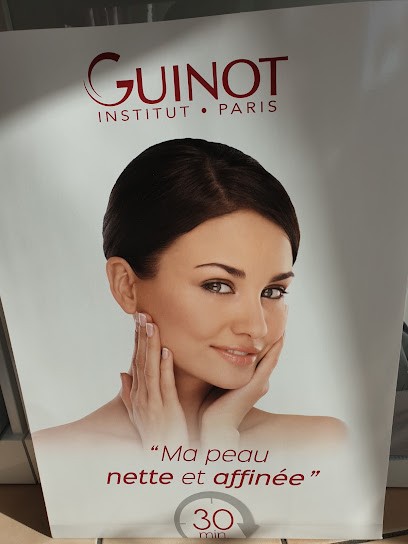 GUINOT
INSTITUT • PARIS
“Ma peau
nette et affinée”
30
min